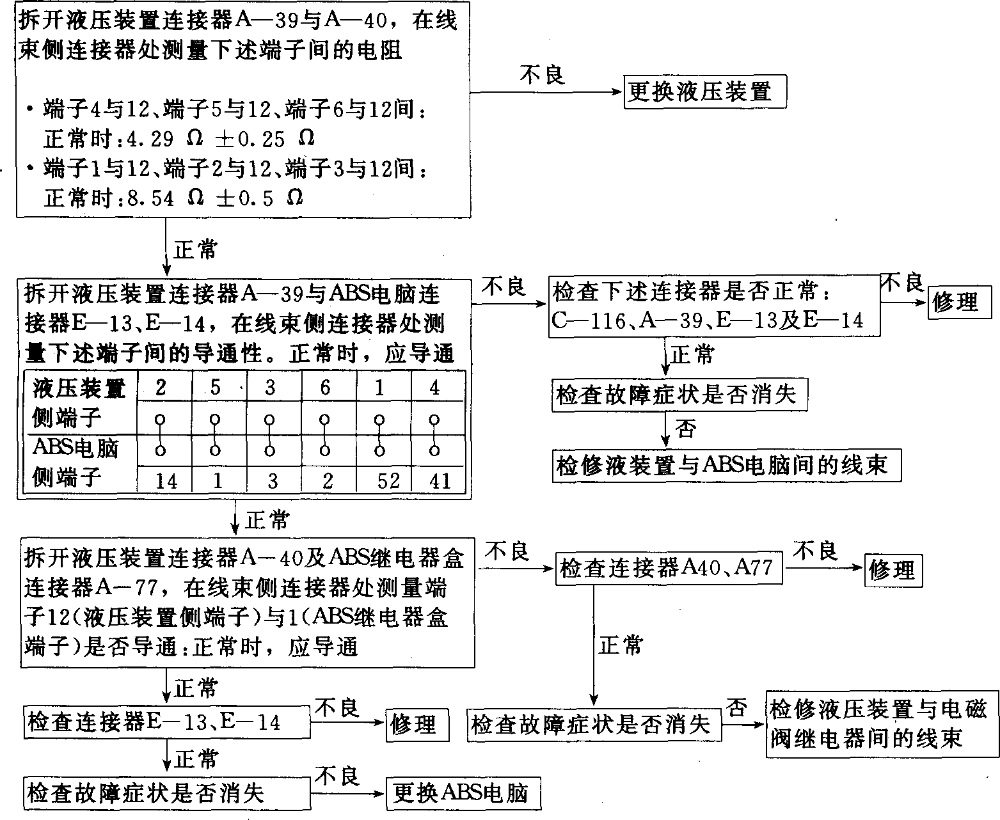 拆开液压装置连接器A—39与A—40，在线
束侧连接器处测量下述端子间的电阻
·端子4与12、端子5与12、端子6与12间：
正常时:4.29 Ω ±0.25 Ω
·端子1与12、端子2与12、端子3与12间：
正常时:8.54 Ω ±0.5 Ω
不良
更换液压装置
正常
拆开液压装置连接器A—39与ABS电脑连
接器E—13、E—14，在线束侧连接器处测
量下述端子间的导通性。正常时，应导通
液压装置 2 5 3 6 1 4
侧端子
ABS电脑
侧端子 14 1 3 2 52 41
不良
检查下述连接器是否正常：
C—116、A—39、E—13及E—14
不良
修理
正常
检查故障症状是否消失
否
检修液装置与ABS电脑间的线束
正常
拆开液压装置连接器A－40及ABS继电器盒
连接器A－77，在线束侧连接器处测量端
子12(液压装置侧端子)与1(ABS继电器盒
端子)是否导通:正常时，应导通
不良
检查连接器A40、A77
不良
修理
正常
检查故障症状是否消失
否
检修液压装置与电磁
阀继电器间的线束
正常
检查连接器E－13、E－14
不良
修理
正常
检查故障症状是否消失
不良
更换ABS电脑